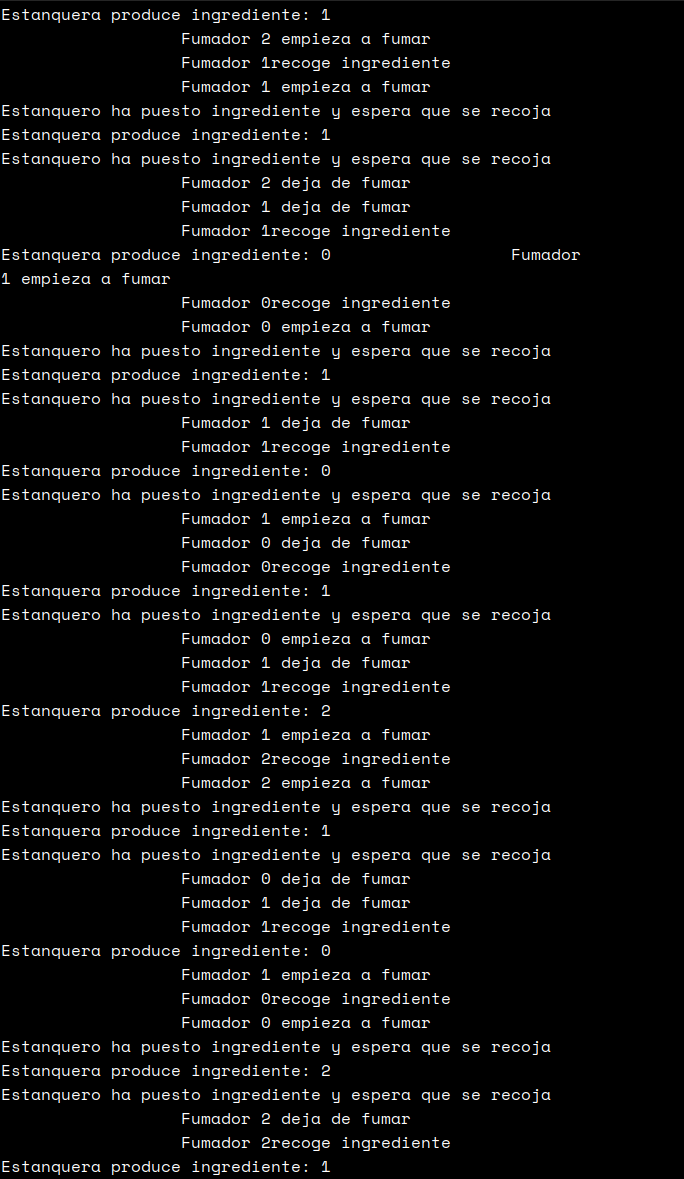 Estanquera produce ingrediente: 1
Fumador 2 empieza a fumar
Fumador 1recoge ingrediente
Fumador 1 empieza a fumar
Estanquero ha puesto ingrediente y espera que se recoja
Estanquera produce ingrediente: 1
Estanquero ha puesto ingrediente y espera que se recoja
Fumador 2 deja de fumar
Fumador 1 deja de fumar
Fumador 1recoge ingrediente
Estanquera produce ingrediente: 0                  Fumador
1 empieza a fumar
Fumador 0recoge ingrediente
Fumador 0 empieza a fumar
Estanquero ha puesto ingrediente y espera que se recoja
Estanquera produce ingrediente: 1
Estanquero ha puesto ingrediente y espera que se recoja
Fumador 1 deja de fumar
Fumador 1recoge ingrediente
Estanquera produce ingrediente: 0
Estanquero ha puesto ingrediente y espera que se recoja
Fumador 1 empieza a fumar
Fumador 0 deja de fumar
Fumador 0recoge ingrediente
Estanquera produce ingrediente: 1
Estanquero ha puesto ingrediente y espera que se recoja
Fumador 0 empieza a fumar
Fumador 1 deja de fumar
Fumador 1recoge ingrediente
Estanquera produce ingrediente: 2
Fumador 1 empieza a fumar
Fumador 2recoge ingrediente
Fumador 2 empieza a fumar
Estanquero ha puesto ingrediente y espera que se recoja
Estanquera produce ingrediente: 1
Estanquero ha puesto ingrediente y espera que se recoja
Fumador 0 deja de fumar
Fumador 1 deja de fumar
Fumador 1recoge ingrediente
Estanquera produce ingrediente: 0
Fumador 1 empieza a fumar
Fumador 0recoge ingrediente
Fumador 0 empieza a fumar
Estanquero ha puesto ingrediente y espera que se recoja
Estanquera produce ingrediente: 2
Estanquero ha puesto ingrediente y espera que se recoja
Fumador 2 deja de fumar
Fumador 2recoge ingrediente
Estanquera produce ingrediente: 1